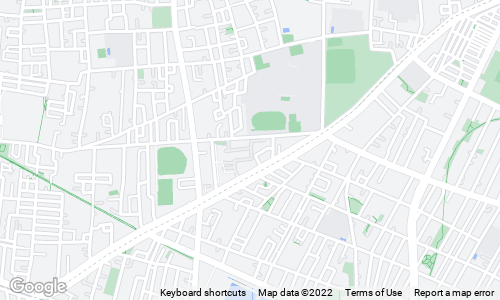 Google
Keyboard shortcuts
Map data ©2022
Terms of Use
Report a map error